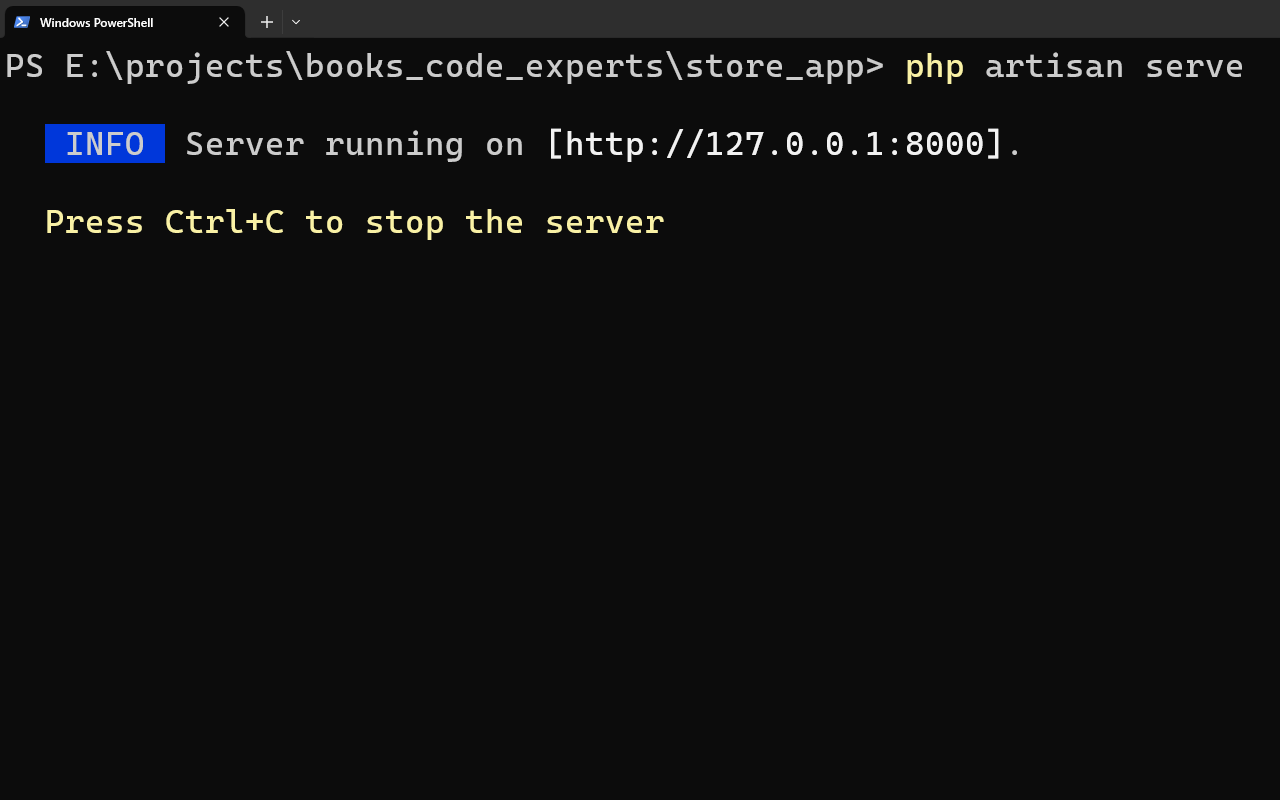 Windows PowerShell
PS E:\projects\books_code_experts\store_app> php artisan serve
INFO Server running on [http://127.0.0.1:8000].
Press Ctrl+C to stop the server